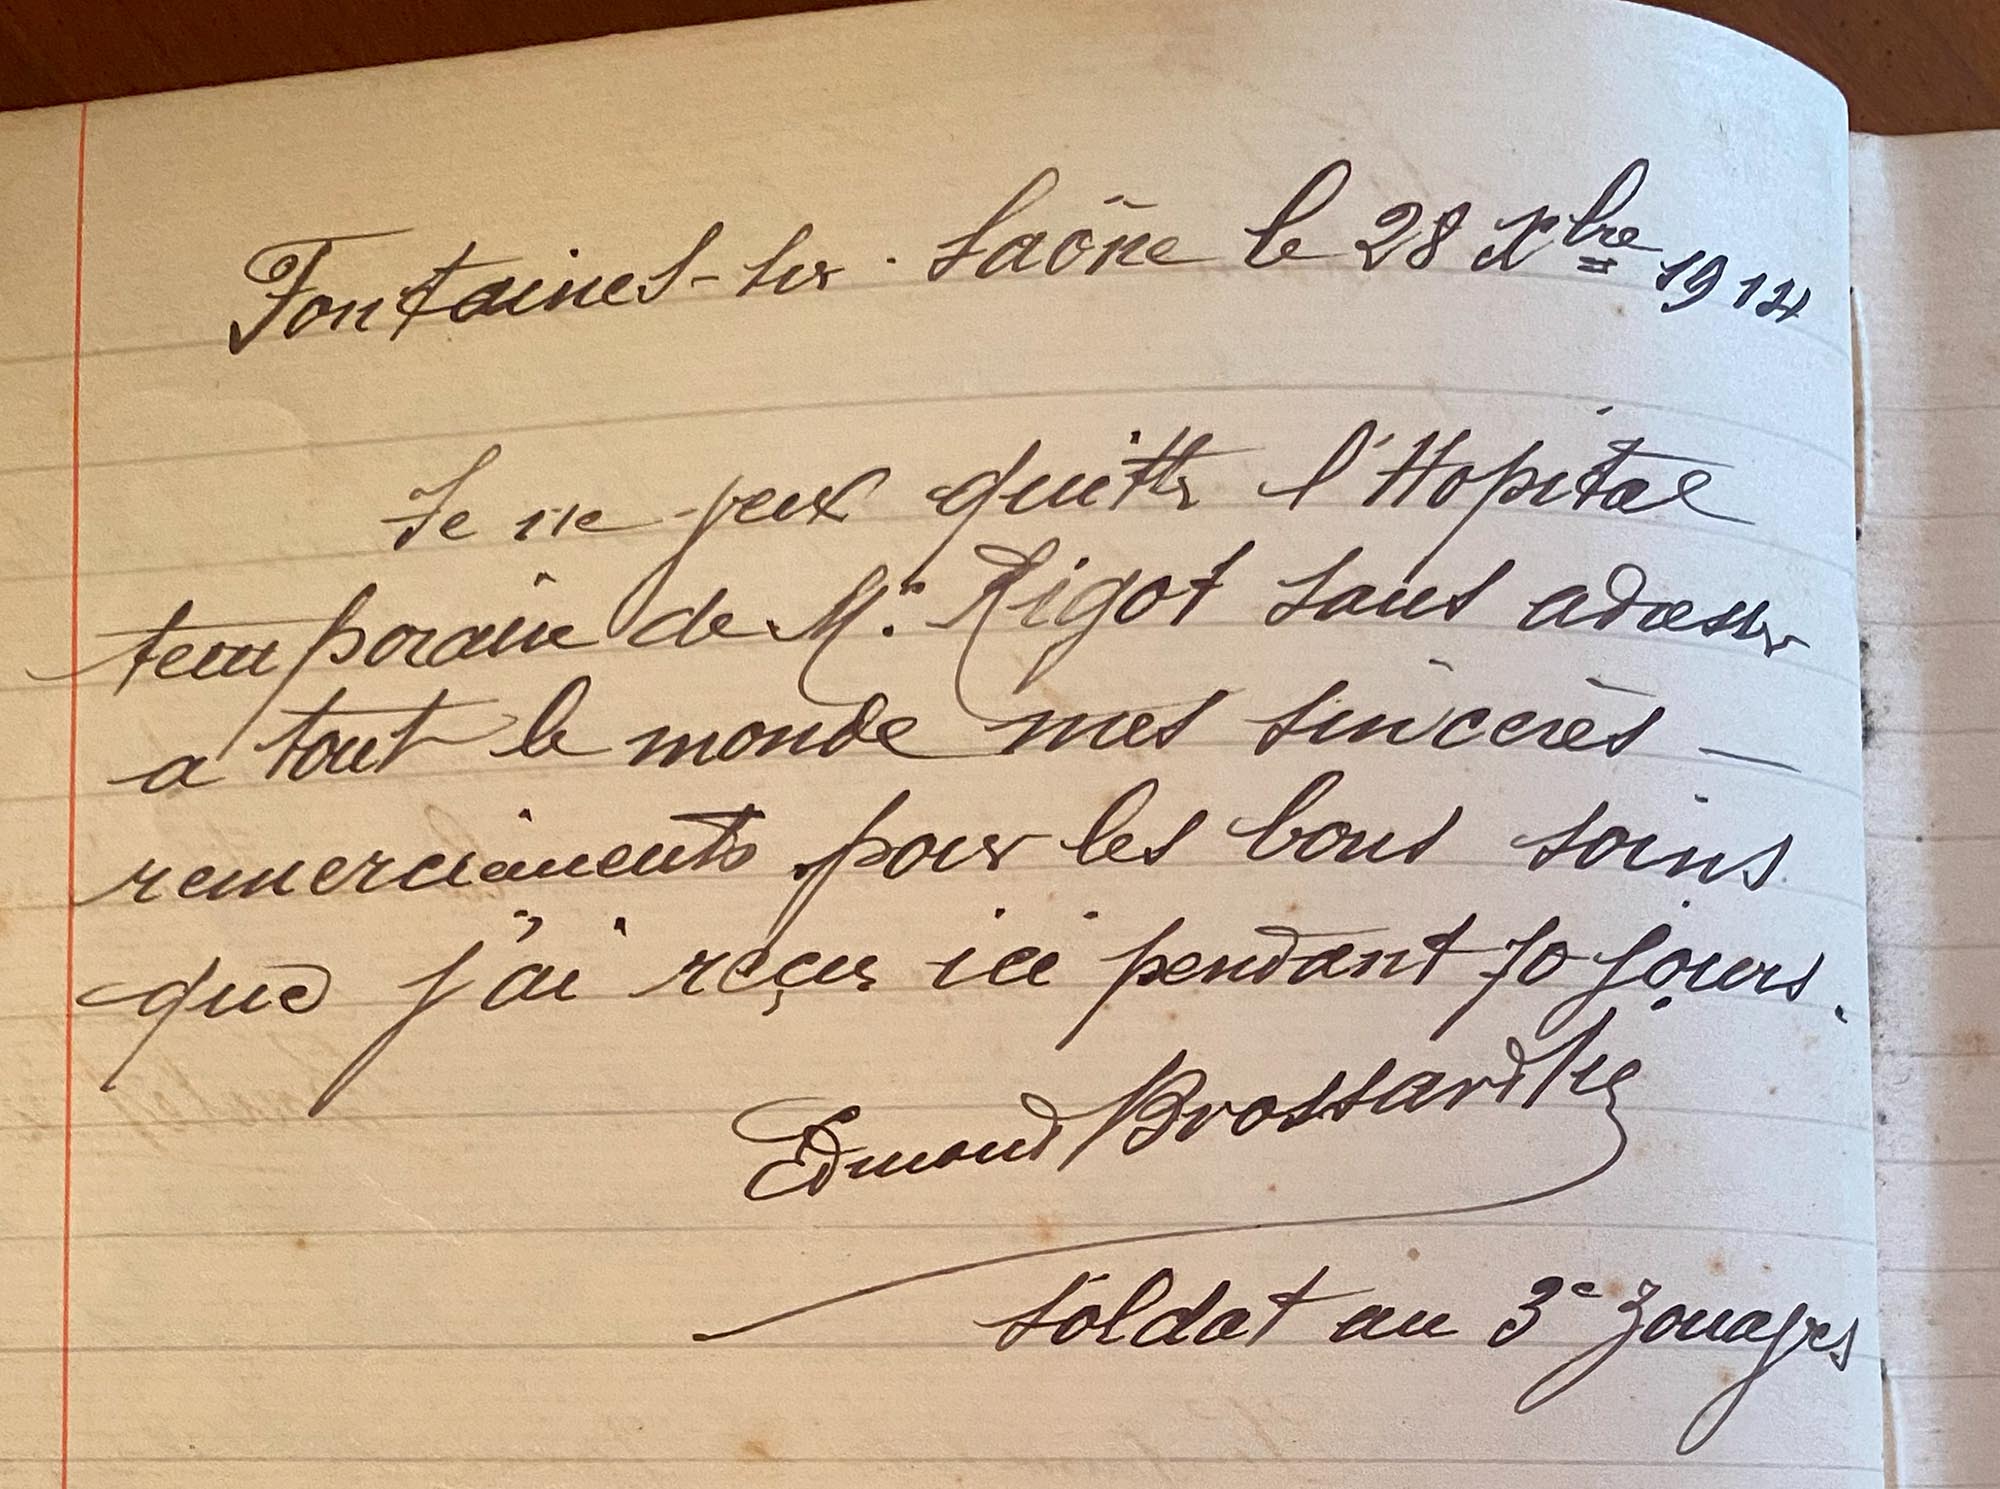 Fontaines-sur-Saône le 28 Xbre 1914
Je ne peux quitter l'Hopital
temporaire de Mr. Rigot sans adresser
a tout le monde mes sincères -
remerciements pour les bons soins
que j'ai reçus ici pendant 70 jours.
Edmond Brossard
soldat au 3e Zouaves